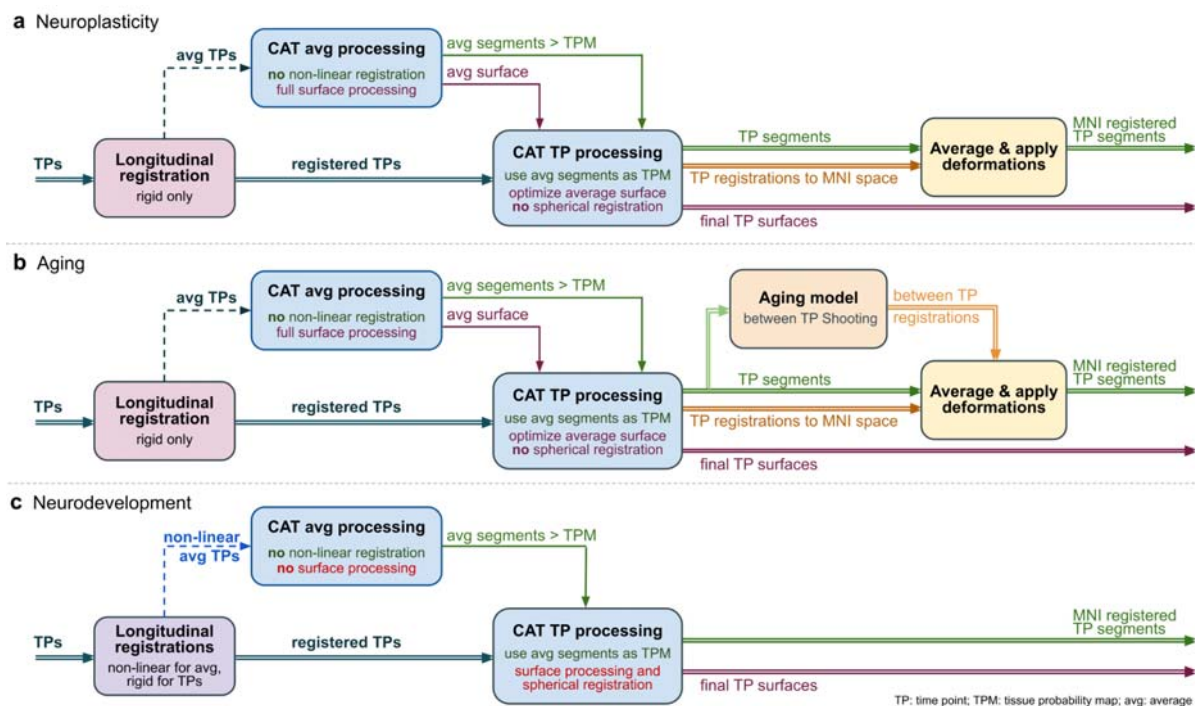 a Neuroplasticity
avg TPs
CAT avg processing
no non-linear registration
full surface processing
avg segments > TPM
avg surface
TPs
Longitudinal
registration
rigid only
registered TPs
CAT TP processing
use avg segments as TPM
optimize average surface
no spherical registration
TP segments
TP registrations to MNI space
final TP surfaces
Average & apply
deformations
MNI registered
TP segments
b Aging
avg TPs
CAT avg processing
no non-linear registration
full surface processing
avg segements > TPM
avg surface
TPs
Longitudinal
registration
rigid only
registered TPs
CAT TP processing
use avg segments as TPM
optimize average surface
no spherical registration
Aging model
between TP Shooting
between TP
registrations
TP segments
TP registrations to MNI space
final TP surfaces
Average & apply
deformations
MNI registered
TP segments
c Neurodevelopment
non-linear
avg TPs
CAT avg processing
no non-linear registration
no surface processing
avg segments > TPM
TPs
Longitudinal
registrations
non-linear for avg,
rigid for TPs
registered TPs
CAT TP processing
use avg segments as TPM
surface processing and
spherical registration
MNI registered
TP segments
final TP surfaces
TP: time point; TPM: tissue probability map; avg: average